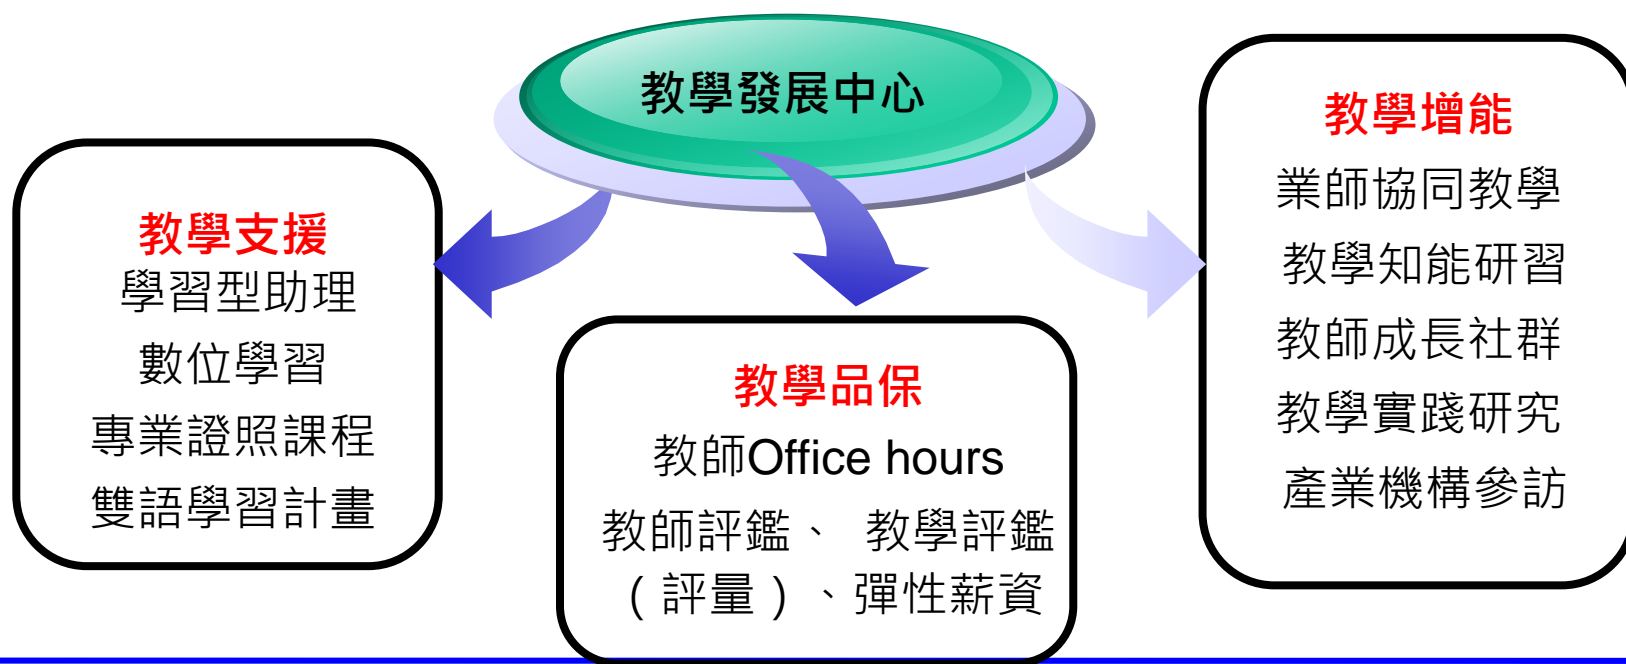 教學發展中心
教學支援
學習型助理
數位學習
專業證照課程
雙語學習計畫
教學品保
教師Office hours
教師評鑑、 教學評鑑
(評量)、彈性薪資
教學增能
業師協同教學
教學知能研習
教師成長社群
教學實踐研究
產業機構參訪